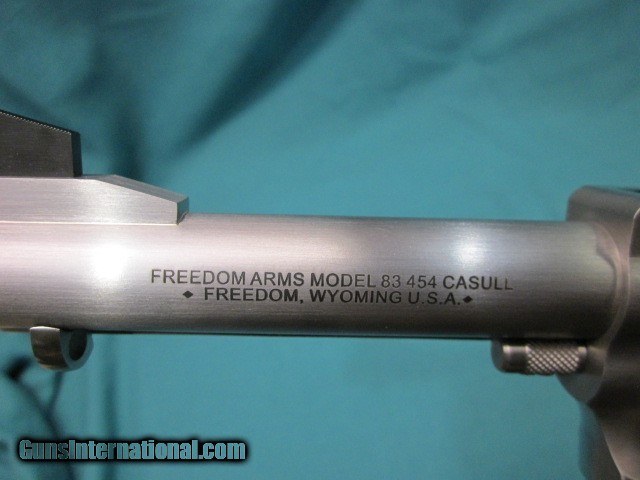 FREEDOM ARMS MODEL 83 454 CASULL
◆ FREEDOM, WYOMING U.S.A. ◆
GunsInternational.com